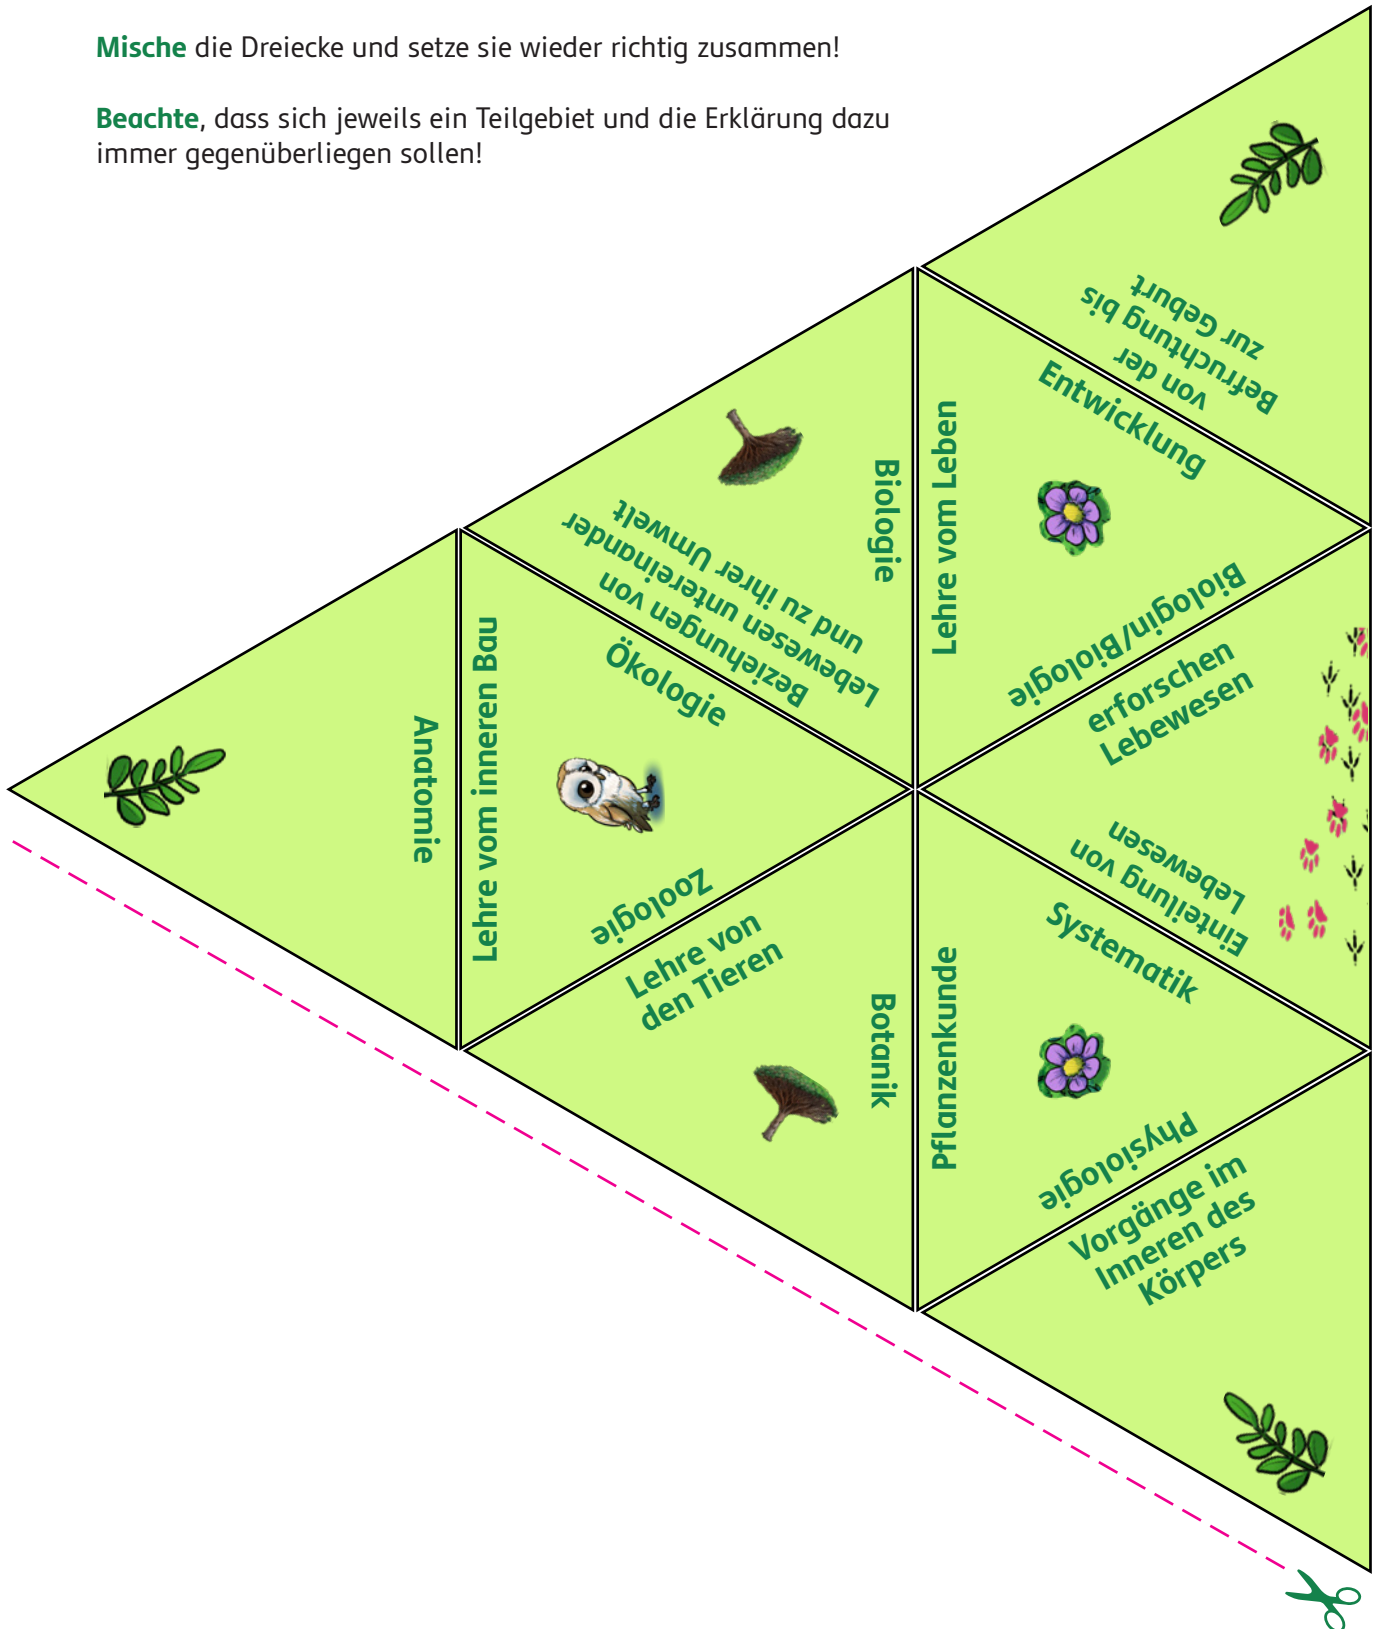 Mische die Dreiecke und setze sie wieder richtig zusammen!
Beachte, dass sich jeweils ein Teilgebiet und die Erklärung dazu
immer gegenüberliegen sollen!
von der
Befruchtung bis
zur Geburt
Entwicklung
Lehre vom Leben
Biologie
Biologin/Biologie
erforschen
Lebewesen
Beziehungen von
Lebewesen untereinander
und zu ihrer Umwelt
Ökologie
Lehre vom inneren Bau
Anatomie
Zoologie
Lehre von
den Tieren
Botanik
Pflanzenkunde
Einteilung von
Lebewesen
Systematik
Physiologie
Vorgänge im
Inneren des
Körpers